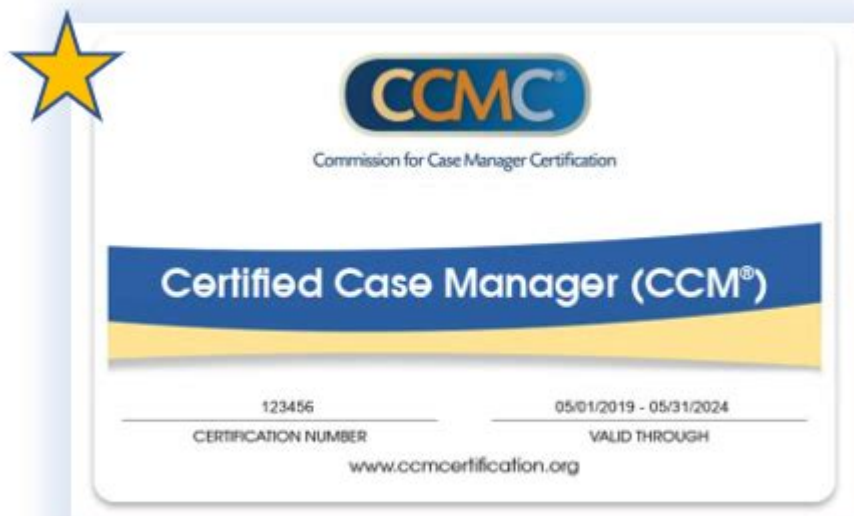 CCMC®
Commission for Case Manager Certification
Certified Case Manager (CCM®)
123456
05/01/2019 - 05/31/2024
CERTIFICATION NUMBER
VALID THROUGH
www.ccmcertification.org